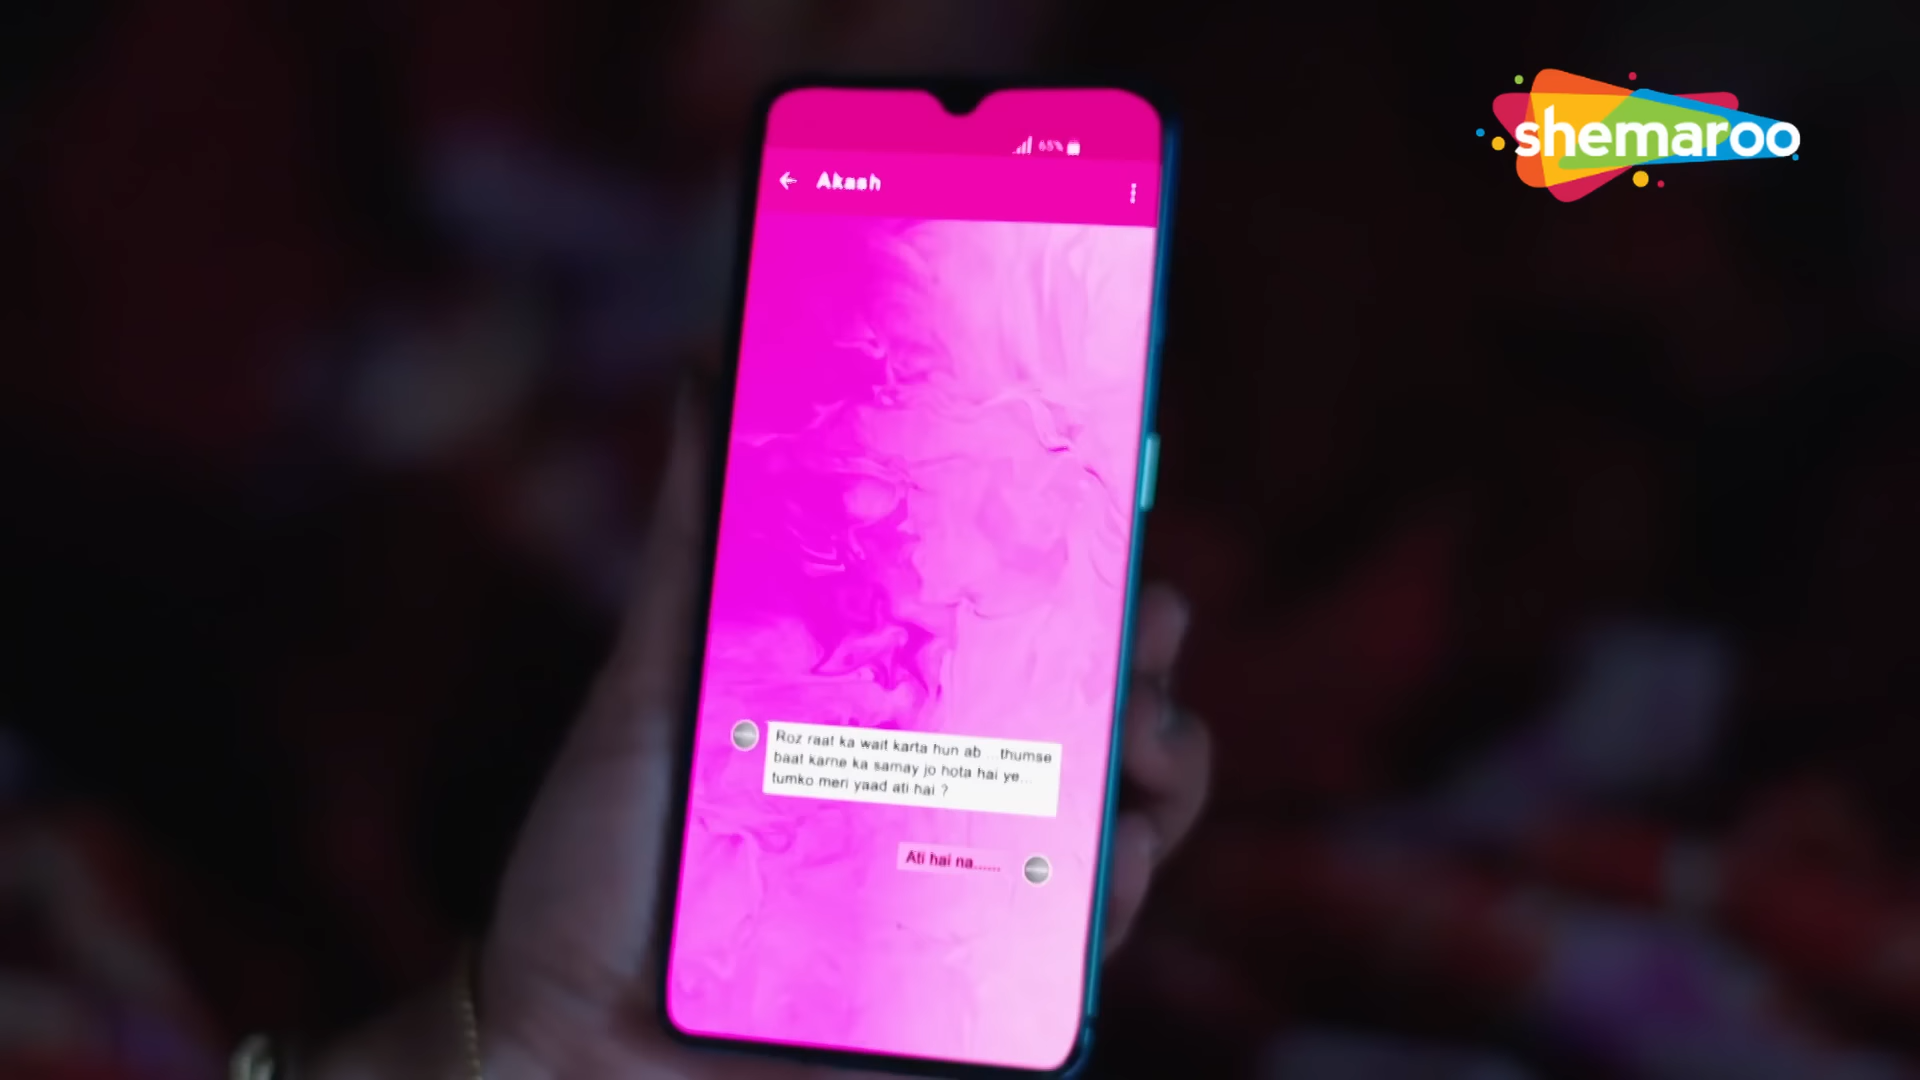 shemaroo
65%
Akash
Roz raat ka wait karta hun ab ...thumse
baat karne ka samay jo hota hai ye...
tumko meri yaad ati hai ?
Ati hai na......